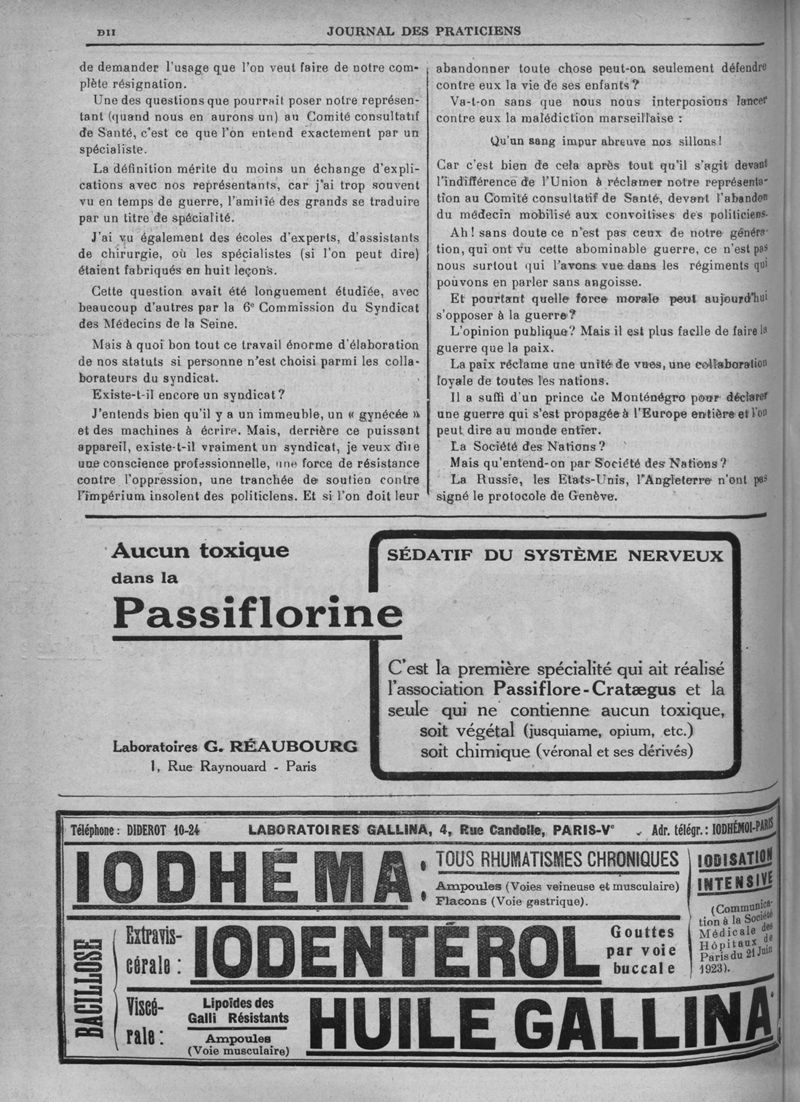 DII
JOURNAL DES PRATICIENS
de demander l'usage que l'on veut faire de notre com-
plète résignation.
Une des questions que pourrait poser notre représen-
tant (quand nous en aurons un) au Comité consultatif
de Santé, c'est ce que l'on entend exactement par un
spécialiste.
La définition mérite du moins un échange d'expli-
cations avec nos représentants, car j'ai trop souvent
vu en temps de guerre, l'amitié des grands se traduire
par un titre de spécialité.
J'ai vu également des écoles d'experts, d'assistants
de chirurgie, où les spécialistes (si l'on peut dire)
étaient fabriqués en huit leçons.
Cette question avait été longuement étudiée, avec
beaucoup d'autres par la 6e Commission du Syndicat
des Médecins de la Seine.
Mais à quoi bon tout ce travail énorme d'élaboration
de nos statuts si personne n'est choisi parmi les colla-
borateurs du syndicat.
Existe-t-il encore un syndicat?
J'entends bien qu'il y a un immeuble, un « gynécée »
et des machines à écrire. Mais, derrière ce puissant
appareil, existe-t-il vraiment un syndicat, je veux dire
une conscience professionnelle, une force de résistance
contre l'oppression, une tranchée de soutien contre
l'impérium insolent des politiciens. Et si l'on doit leur
abandonner toute chose peut-on seulement défendre
contre eux la vie de ses enfants?
Va-t-on sans que nous nous interposions lancer
contre eux la malédiction marseillaise :
Qu'un sang impur abreuve nos sillons!
Car c'est bien de cela après tout qu'il s'agit devant
l'indifférence de l'Union à réclamer notre représenta-
tion au Comité consultatif de Santé, devant l'abandon
du médecin mobilisé aux convoitises des politiciens.
Ah! sans doute ce n'est pas ceux de notre généra-
tion, qui ont vu cette abominable guerre, ce n'est pas
nous surtout qui l'avons vue dans les régiments qui
pouvons en parler sans angoisse.
Et pourtant quelle force morale peut aujourd'hui
s'opposer à la guerre?
L'opinion publique? Mais il est plus facile de faire la
guerre que la paix.
La paix réclame une unité de vues, une collaboration
loyale de toutes les nations.
Il a suffi d'un prince de Monténégro pour déclarer
une guerre qui s'est propagée à l'Europe entière et l'on
peut dire au monde entier.
La Société des Nations?
Mais qu'entend-on par Société des Nations?
La Russie, les Etats-Unis, l'Angleterre n'ont pas
signé le protocole de Genève.
Aucun toxique
dans la
Passiflorine
Laboratoires G. RÉAUBOURG
1, Rue Raynouard - Paris
SÉDATIF DU SYSTÈME NERVEUX
C'est la première spécialité qui ait réalisé
l'association Passiflore-Cratægus et la
seule qui ne contienne aucun toxique,
soit végétal (jusquiame, opium, etc.)
soit chimique (véronal et ses dérivés)
Téléphone : DIDEROT 10-24 LABORATOIRES GALLINA, 4, Rue Candolle, PARIS-Ve Adr. télégr. : IODHÉMOI-PARIS
IODHÉMA :
TOUS RHUMATISMES CHRONIQUES
Ampoules (Voies veineuse et musculaire)
Flacons (Voie gastrique).
IODISATION
INTENSIVE
(Communica-
tion à la Société
Médicale des
Hôpitaux de
Paris du 21 Juin
1923).
BACILLOSE
Extravis-
cérale :
IODENTÉROL
Gouttes
par voie
buccale
Viscé-
rale :
Lipoïdes des
Galli Résistants
Ampoules
(Voie musculaire)
HUILE GALLINA